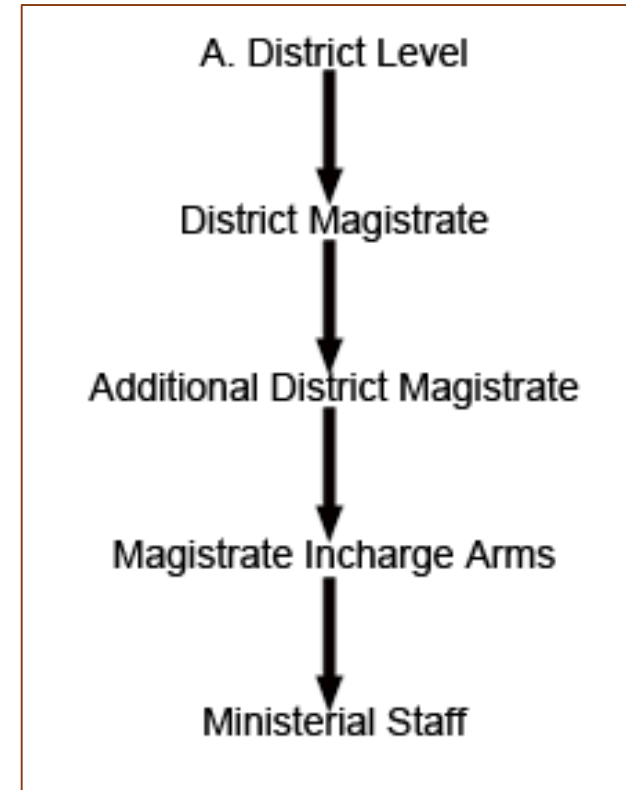 A. District Level
District Magistrate
Additional District Magistrate
Magistrate Incharge Arms
Ministerial Staff